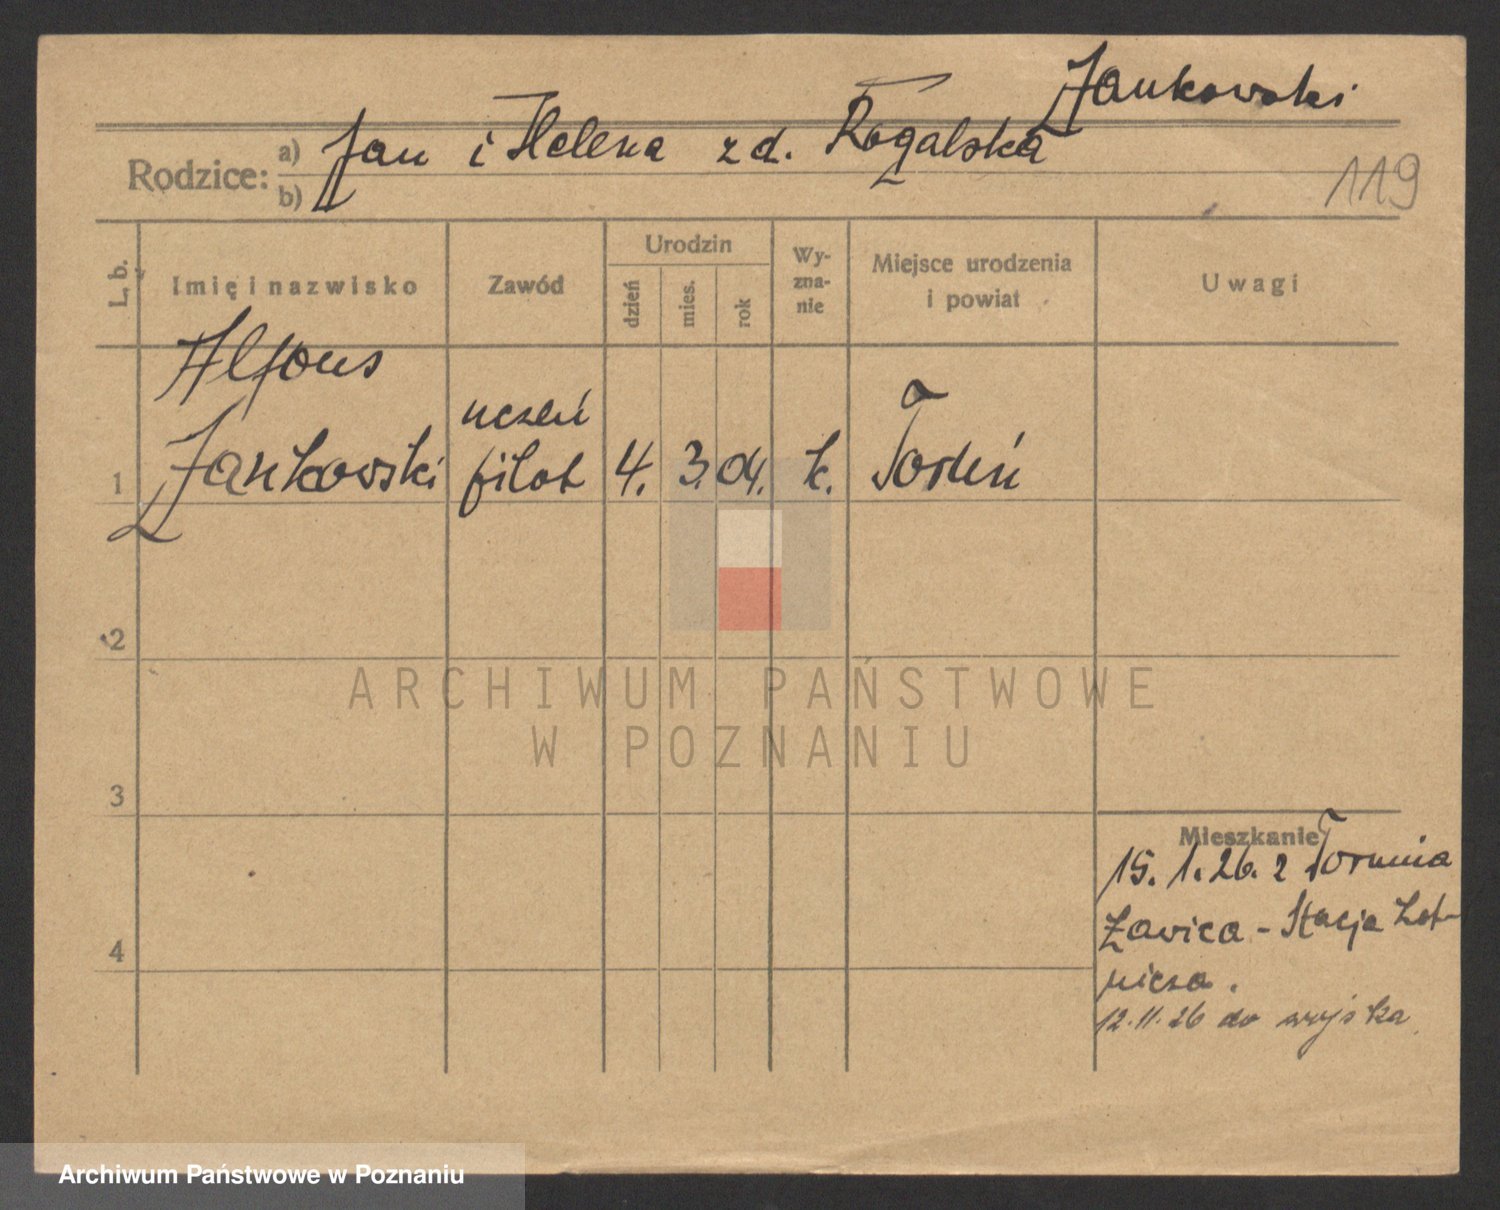 Jankowski
Rodzice: a) Jan i Helena zd. Rogalska
b)
119
L. b.
Imię i nazwisko
Zawód
Urodzin
dzień
mies.
rok
Wy-
zna-
nie
Miejsce urodzenia
i powiat
Uwagi
Alfons
uczeń
1 Jankowski pilot 4. 3. 04. k. Toruń
2
ARCHIWUM PAŃSTWOWE
W POZNANIU
3
Mieszkanie
15. 1. 26. z Torunia
Ławica - Stacja Lot-
nicza.
4
12.11.26 do wojska
Archiwum Państwowe w Poznaniu